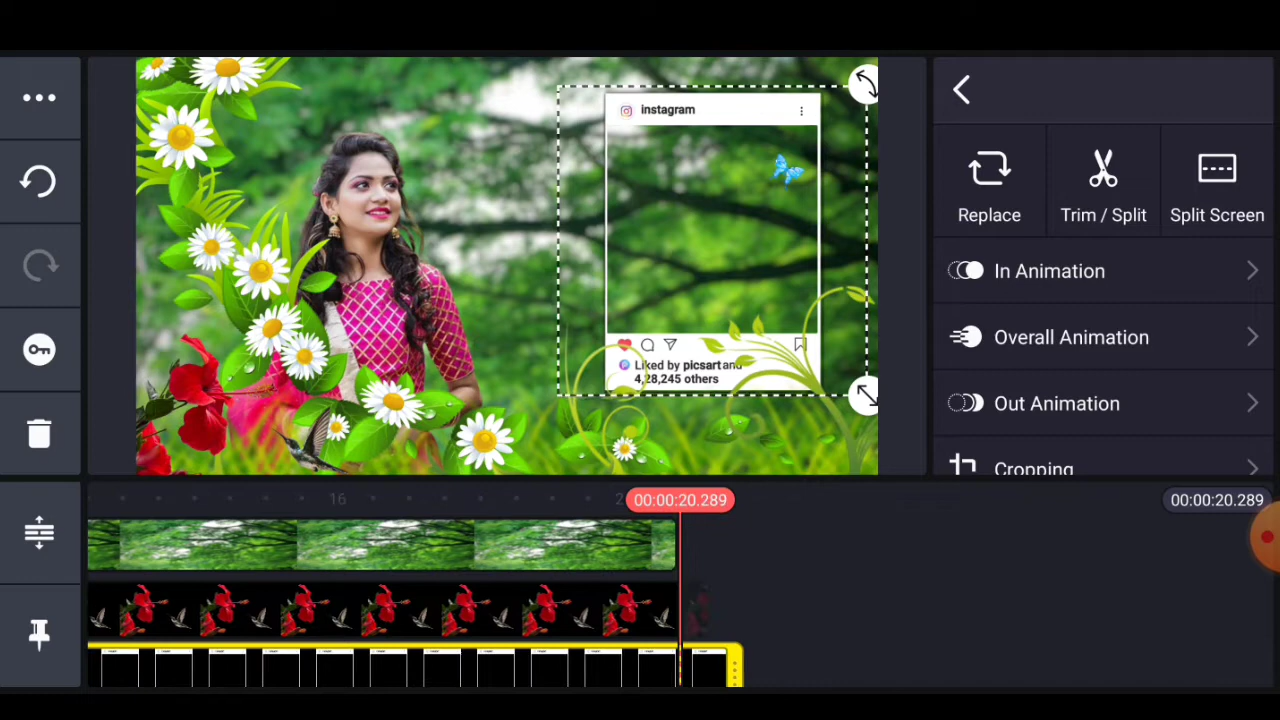 instagram
Liked by picsart and
4,28,245 others
Replace
Trim / Split
Split Screen
In Animation
Overall Animation
Out Animation
Cropping
16
00:00:20.289
00:00:20.289